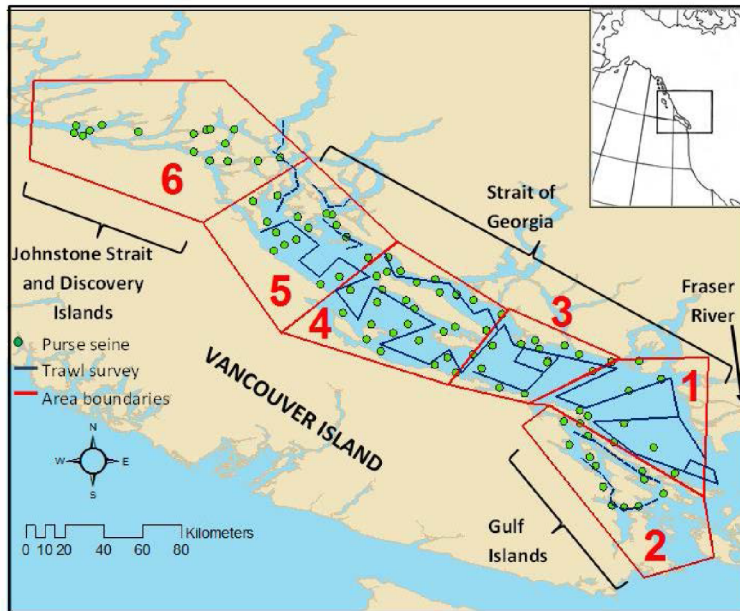 Strait of
Georgia
6
Johnstone Strait
and Discovery
Islands
5
4
3
Fraser
River
1
Purse seine
Trawl survey
Area boundaries
VANCOUVER ISLAND
N
W E
S
Kilometers
0 10 20 40 60 80
Gulf
Islands
2